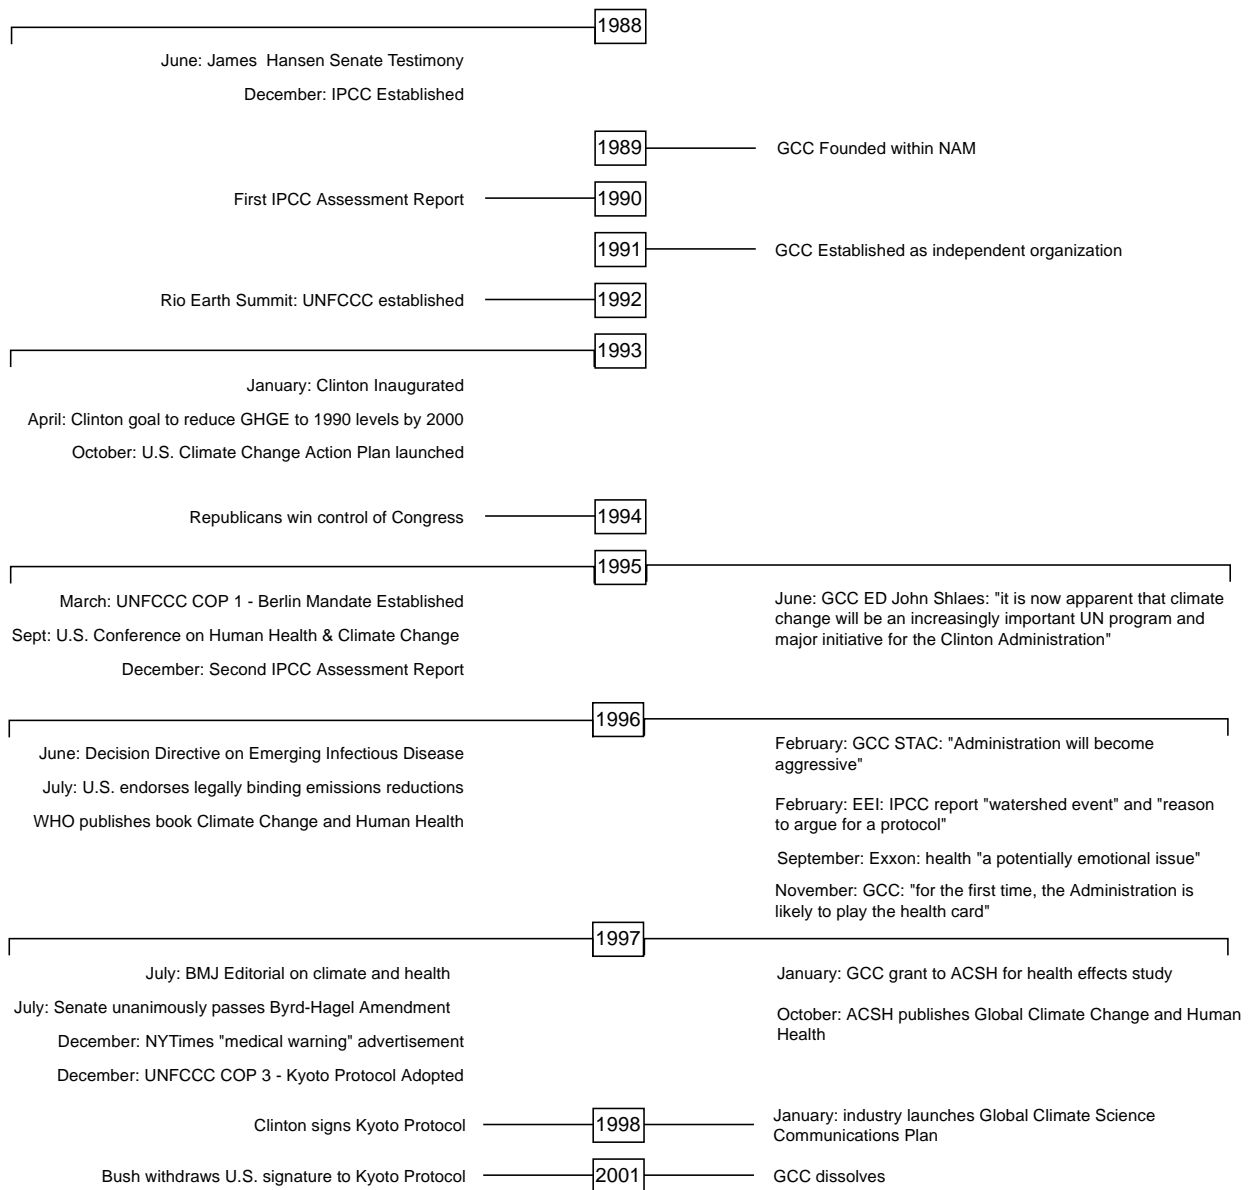 1988
June: James Hansen Senate Testimony
December: IPCC Established
1989
GCC Founded within NAM
First IPCC Assessment Report
1990
1991
GCC Established as independent organization
Rio Earth Summit: UNFCCC established
1992
1993
January: Clinton Inaugurated
April: Clinton goal to reduce GHGE to 1990 levels by 2000
October: U.S. Climate Change Action Plan launched
Republicans win control of Congress
1994
1995
March: UNFCCC COP 1 - Berlin Mandate Established
Sept: U.S. Conference on Human Health & Climate Change
December: Second IPCC Assessment Report
June: GCC ED John Shlaes: "it is now apparent that climate
change will be an increasingly important UN program and
major initiative for the Clinton Administration"
1996
June: Decision Directive on Emerging Infectious Disease
July: U.S. endorses legally binding emissions reductions
WHO publishes book Climate Change and Human Health
February: GCC STAC: "Administration will become
aggressive"
February: EEI: IPCC report "watershed event" and "reason
to argue for a protocol"
September: Exxon: health "a potentially emotional issue"
November: GCC: "for the first time, the Administration is
likely to play the health card"
1997
July: BMJ Editorial on climate and health
July: Senate unanimously passes Byrd-Hagel Amendment
December: NYTimes "medical warning" advertisement
December: UNFCCC COP 3 - Kyoto Protocol Adopted
January: GCC grant to ACSH for health effects study
October: ACSH publishes Global Climate Change and Human
Health
Clinton signs Kyoto Protocol
1998
January: industry launches Global Climate Science
Communications Plan
Bush withdraws U.S. signature to Kyoto Protocol
2001
GCC dissolves